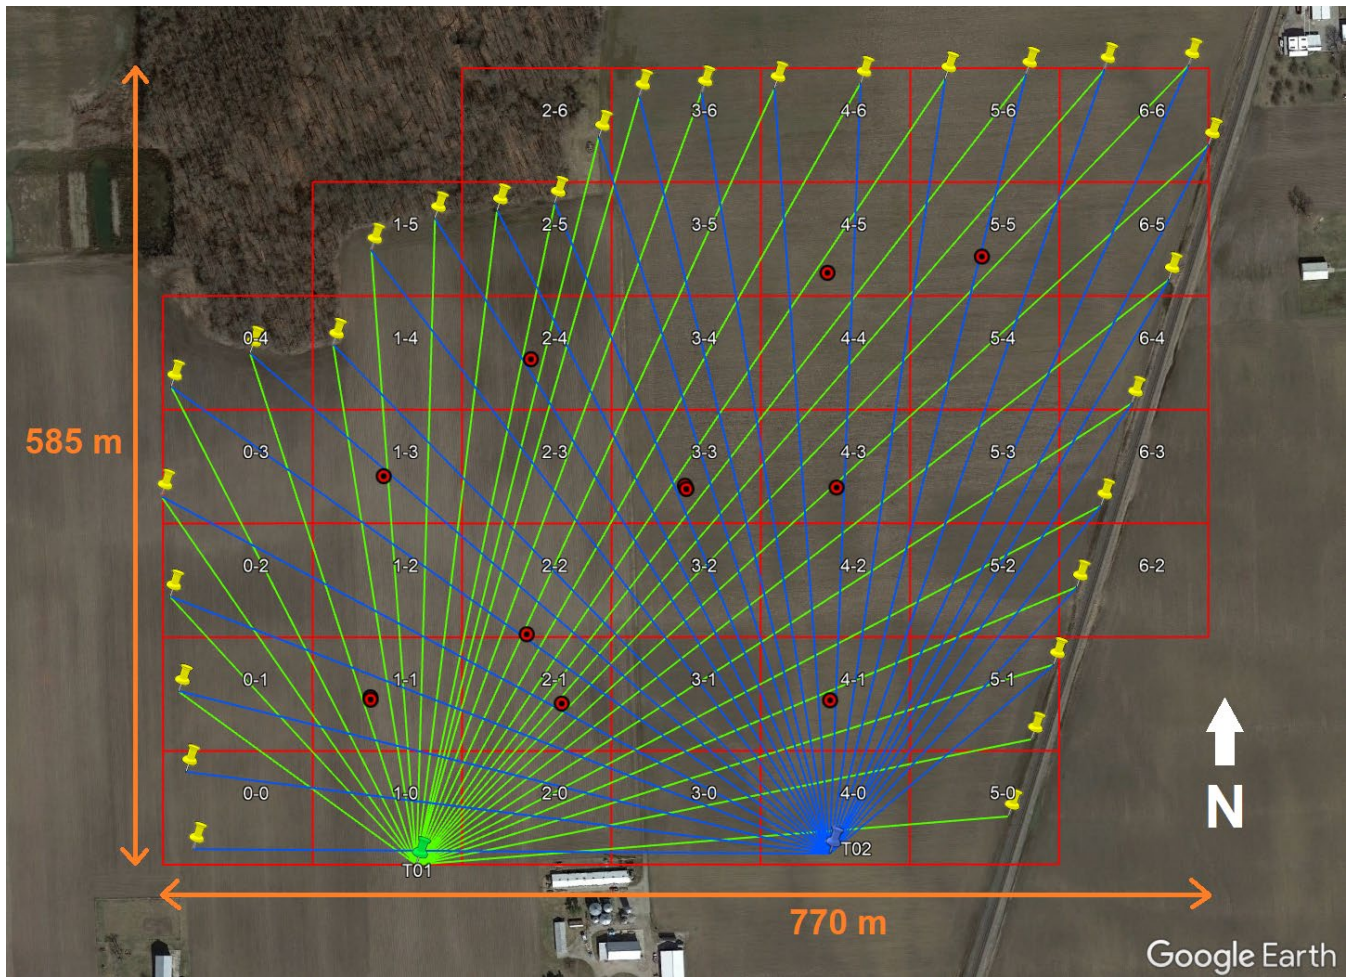 2-6 3-6 4-6 5-6 6-6
1-5 2-5 3-5 4-5 5-5 6-5
0-4 1-4 2-4 3-4 4-4 5-4 6-4
585 m
0-3 1-3 2-3 3-3 4-3 5-3 6-3
0-2 1-2 2-2 3-2 4-2 5-2 6-2
0-1 1-1 2-1 3-1 4-1 5-1
0-0 1-0 2-0 3-0 4-0 5-0
N
T02
T01
770 m
Google Earth